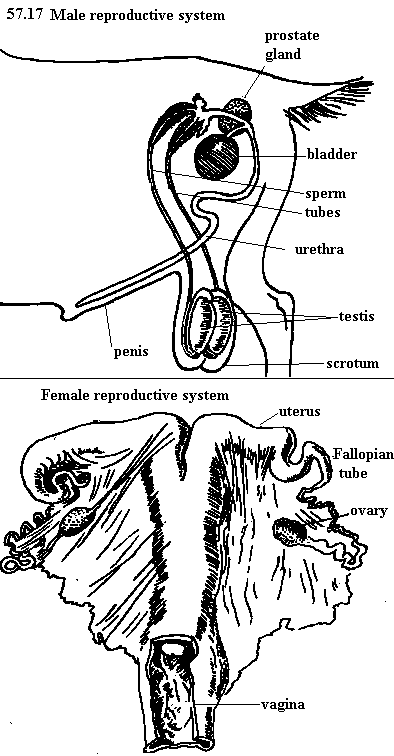 57.17 Male reproductive system
prostate
gland
bladder
sperm
tubes
urethra
testis
penis
scrotum
Female reproductive system
uterus
Fallopian
tube
ovary
vagina